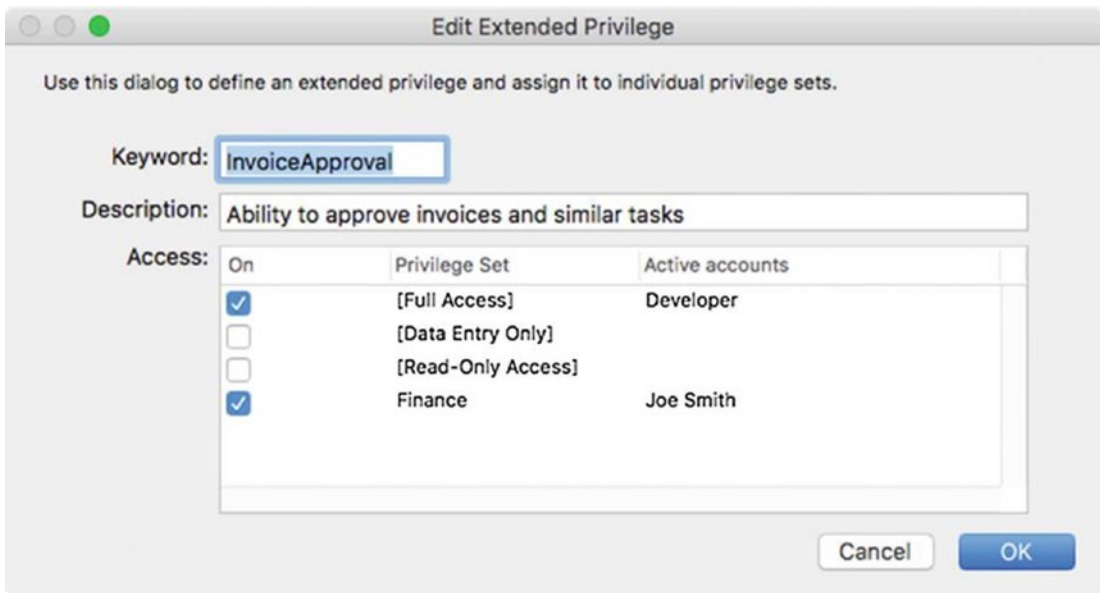 Edit Extended Privilege
Use this dialog to define an extended privilege and assign it to individual privilege sets.
Keyword: InvoiceApproval
Description: Ability to approve invoices and similar tasks
Access: On Privilege Set Active accounts
[Full Access] Developer
[Data Entry Only]
[Read-Only Access]
Finance Joe Smith
Cancel OK